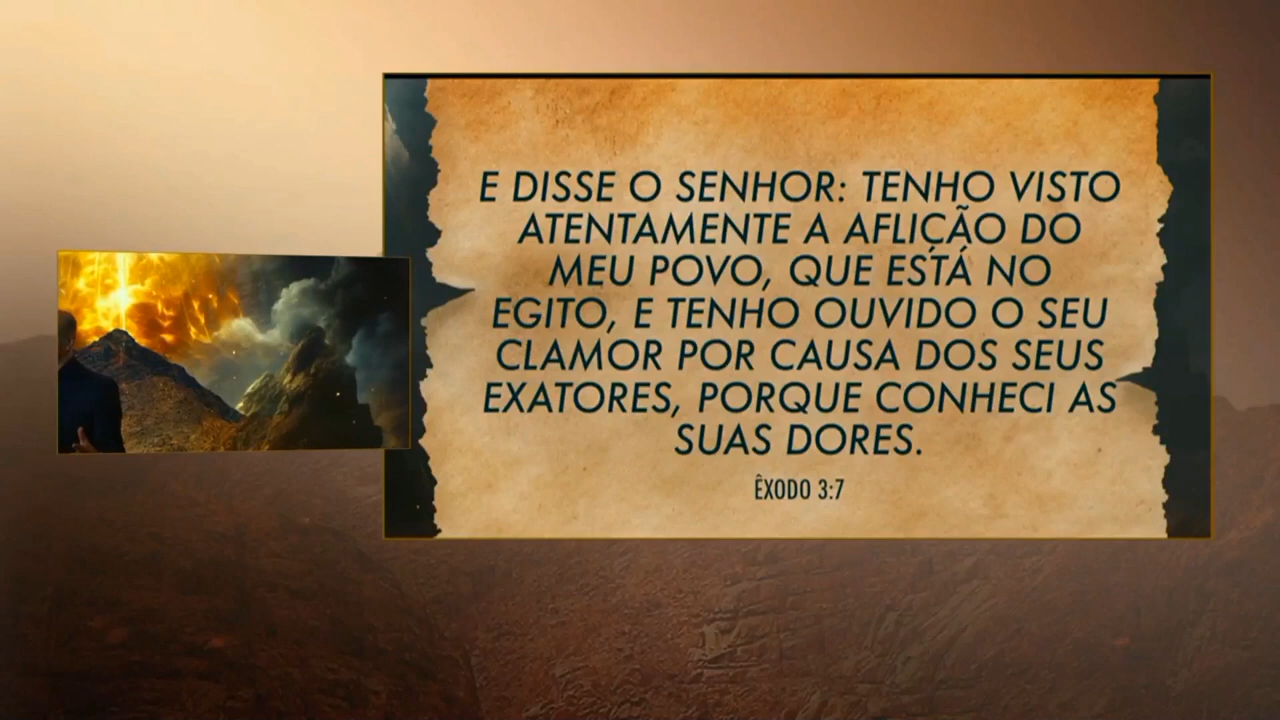 E DISSE O SENHOR: TENHO VISTO
ATENTAMENTE A AFLIÇÃO DO
MEU POVO, QUE ESTÁ NO
EGITO, E TENHO OUVIDO O SEU
CLAMOR POR CAUSA DOS SEUS
EXATORES, PORQUE CONHECI AS
SUAS DORES.
ÊXODO 3:7